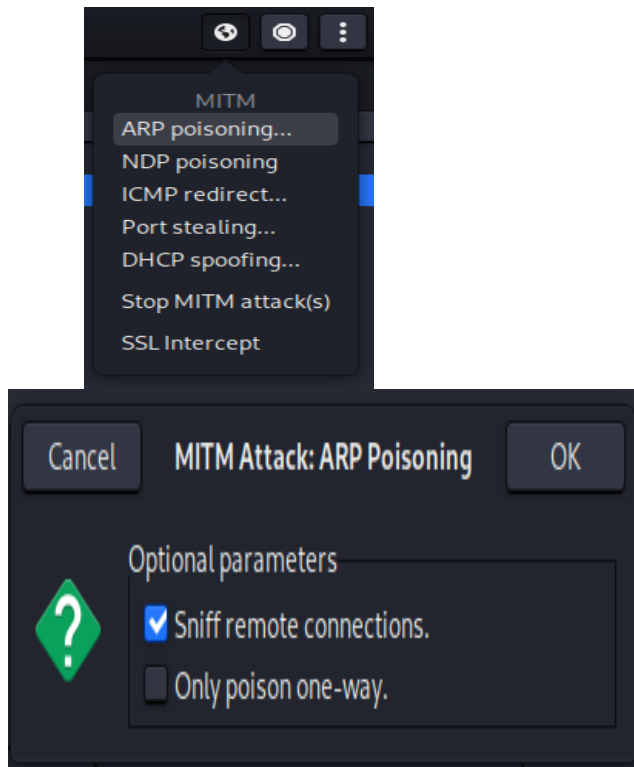 MITM
ARP poisoning...
NDP poisoning
ICMP redirect...
Port stealing...
DHCP spoofing...
Stop MITM attack(s)
SSL Intercept
Cancel MITM Attack: ARP Poisoning OK
Optional parameters
Sniff remote connections.
Only poison one-way.